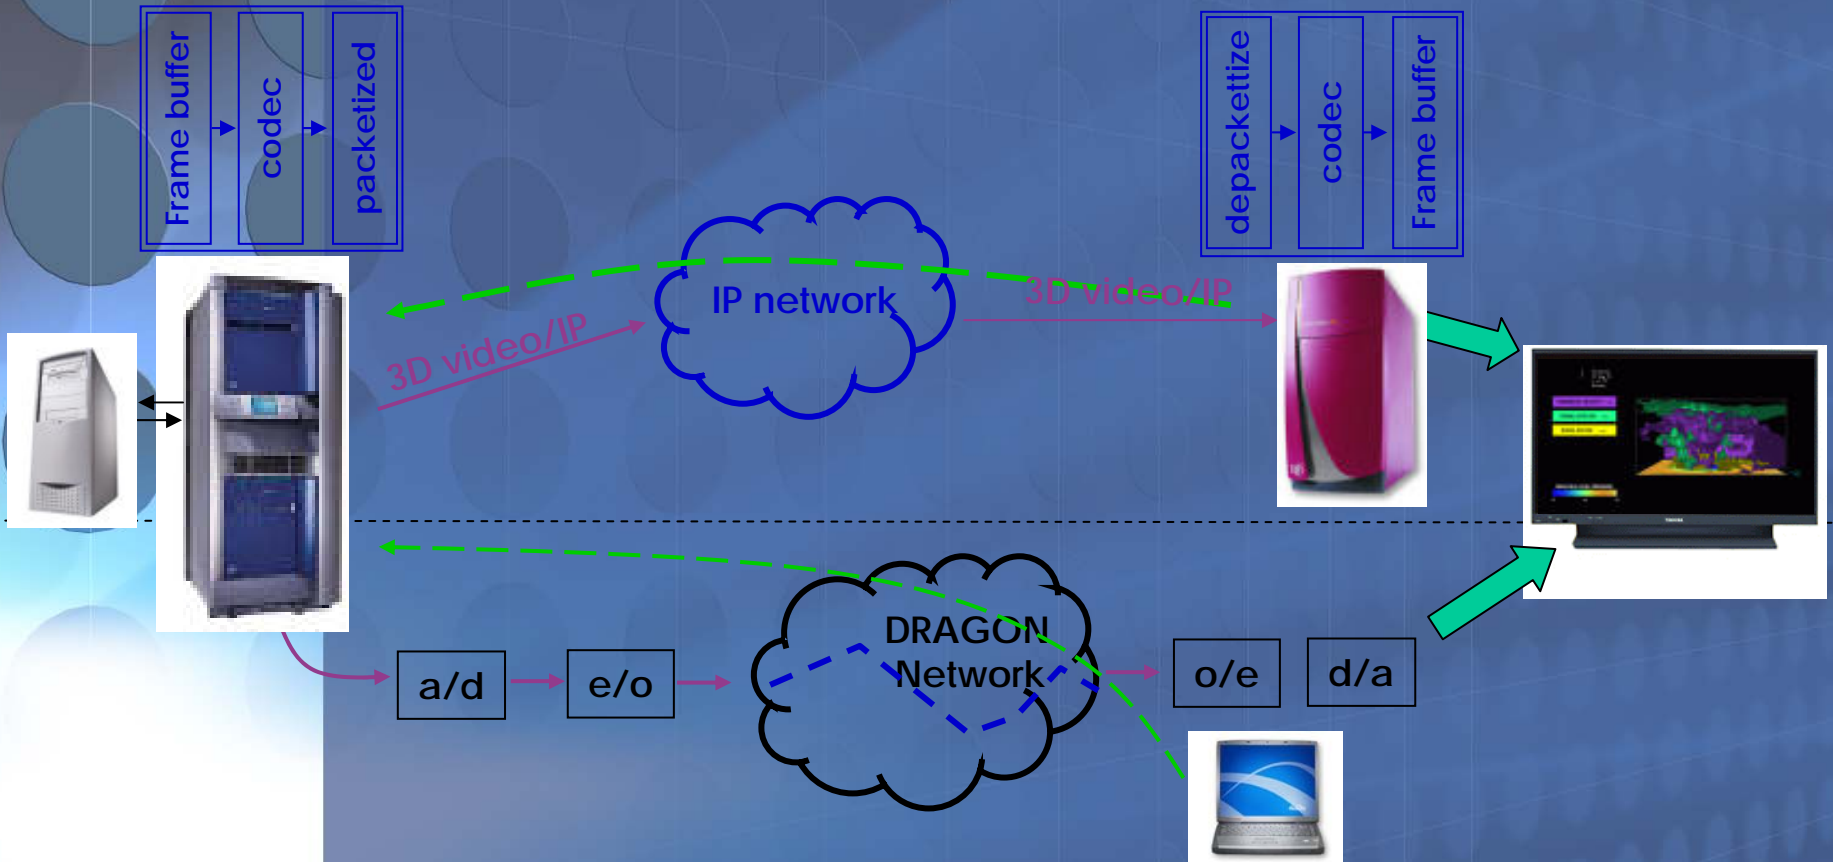 Frame buffer
codec
packetized
depacketize
codec
Frame buffer
IP network
3D video/IP
3D video/IP
DRAGON
Network
a/d
e/o
o/e
d/a